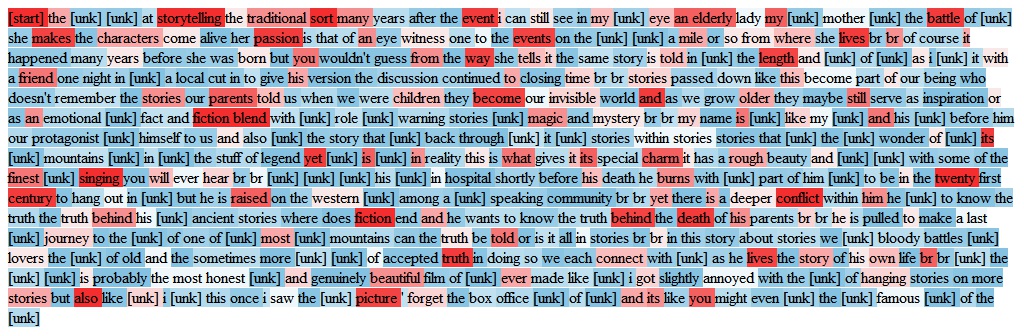 [start] the [unk] [unk] at storytelling the traditional sort many years after the event i can still see in my [unk] eye an elderly lady my [unk] mother [unk] the battle of [unk]
she makes the characters come alive her passion is that of an eye witness one to the events on the [unk] [unk] a mile or so from where she lives br br of course it
happened many years before she was born but you wouldn't guess from the way she tells it the same story is told in [unk] the length and [unk] of [unk] as i [unk] it with
a friend one night in [unk] a local cut in to give his version the discussion continued to closing time br br stories passed down like this become part of our being who
doesn't remember the stories our parents told us when we were children they become our invisible world and as we grow older they maybe still serve as inspiration or
as an emotional [unk] fact and fiction blend with [unk] role [unk] warning stories [unk] magic and mystery br br my name is [unk] like my [unk] and his [unk] before him
our protagonist [unk] himself to us and also [unk] the story that [unk] back through [unk] it [unk] stories within stories stories that [unk] the [unk] wonder of [unk] its
[unk] mountains [unk] in [unk] the stuff of legend yet [unk] is [unk] in reality this is what gives it its special charm it has a rough beauty and [unk] [unk] with some of the
finest [unk] singing you will ever hear br br [unk] [unk] [unk] his [unk] in hospital shortly before his death he burns with [unk] part of him [unk] to be in the twenty first
century to hang out in [unk] but he is raised on the western [unk] among a [unk] speaking community br br yet there is a deeper conflict within him he [unk] to know the
truth the truth behind his [unk] ancient stories where does fiction end and he wants to know the truth behind the death of his parents br br he is pulled to make a last
[unk] journey to the [unk] of one of [unk] most [unk] mountains can the truth be told or is it all in stories br br in this story about stories we [unk] bloody battles [unk]
lovers the [unk] of old and the sometimes more [unk] [unk] of accepted truth in doing so we each connect with [unk] as he lives the story of his own life br br [unk] the
[unk] [unk] is probably the most honest [unk] and genuinely beautiful film of [unk] ever made like [unk] i got slightly annoyed with the [unk] of hanging stories on more
stories but also like [unk] i [unk] this once i saw the [unk] picture ' forget the box office [unk] of [unk] and its like you might even [unk] the [unk] famous [unk] of the
[unk]